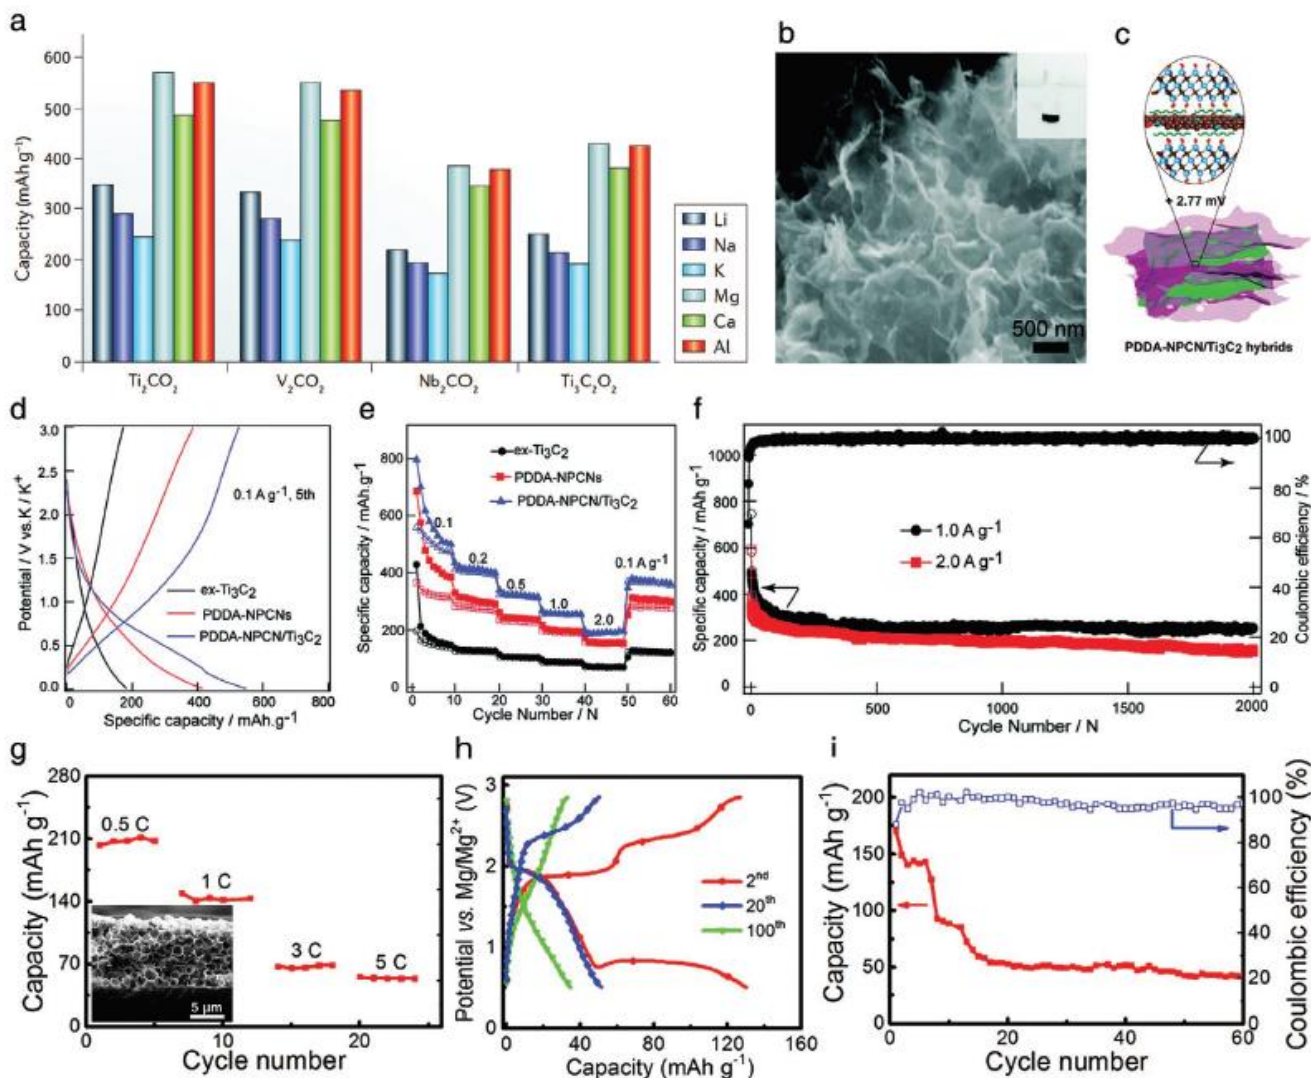 a
Capacity (mAh g⁻¹)
600
500
400
300
200
100
0
Ti₂CO₂
V₂CO₂
Nb₂CO₂
Ti₃C₂O₂
Li
Na
K
Mg
Ca
Al
b
500 nm
c
+ 2.77 mV
PDDA-NPCN/Ti3C2 hybrids
d
Potential / V vs.K / K⁺
3.0
2.5
2.0
1.5
1.0
0.5
0.0
0.1 A g⁻¹, 5th
ex-Ti₃C₂
PDDA-NPCNs
PDDA-NPCN/Ti₃C₂
0 200 400 600 800
Specific capacity / mAh.g⁻¹
e
Specific capacity / mAh.g⁻¹
800
600
400
200
0
ex-Ti₃C₂
PDDA-NPCNs
PDDA-NPCN/Ti₃C₂
0.1
0.2
0.5
1.0
2.0
0.1 A g⁻¹
0 10 20 30 40 50 60
Cycle Number / N
f
Specific capacity / mAh g⁻¹
1000
800
600
400
200
0
1.0 A g⁻¹
2.0 A g⁻¹
100
80
60
40
20
0
Coulombic efficiency / %
0 500 1000 1500 2000
Cycle Number / N
g
Capacity (mAh g⁻¹)
280
210
140
70
0
0.5 C
1 C
3 C
5 C
5 μm
0 10 20
Cycle number
h
Potential vs. Mg/Mg²⁺ (V)
3
2
1
0
2ⁿᵈ
20ᵗʰ
100ᵗʰ
0 40 80 120 160
Capacity (mAh g⁻¹)
i
Capacity (mAh g⁻¹)
200
150
100
50
0
100
80
60
40
20
0
Coulombic efficiency (%)
0 20 40 60
Cycle number